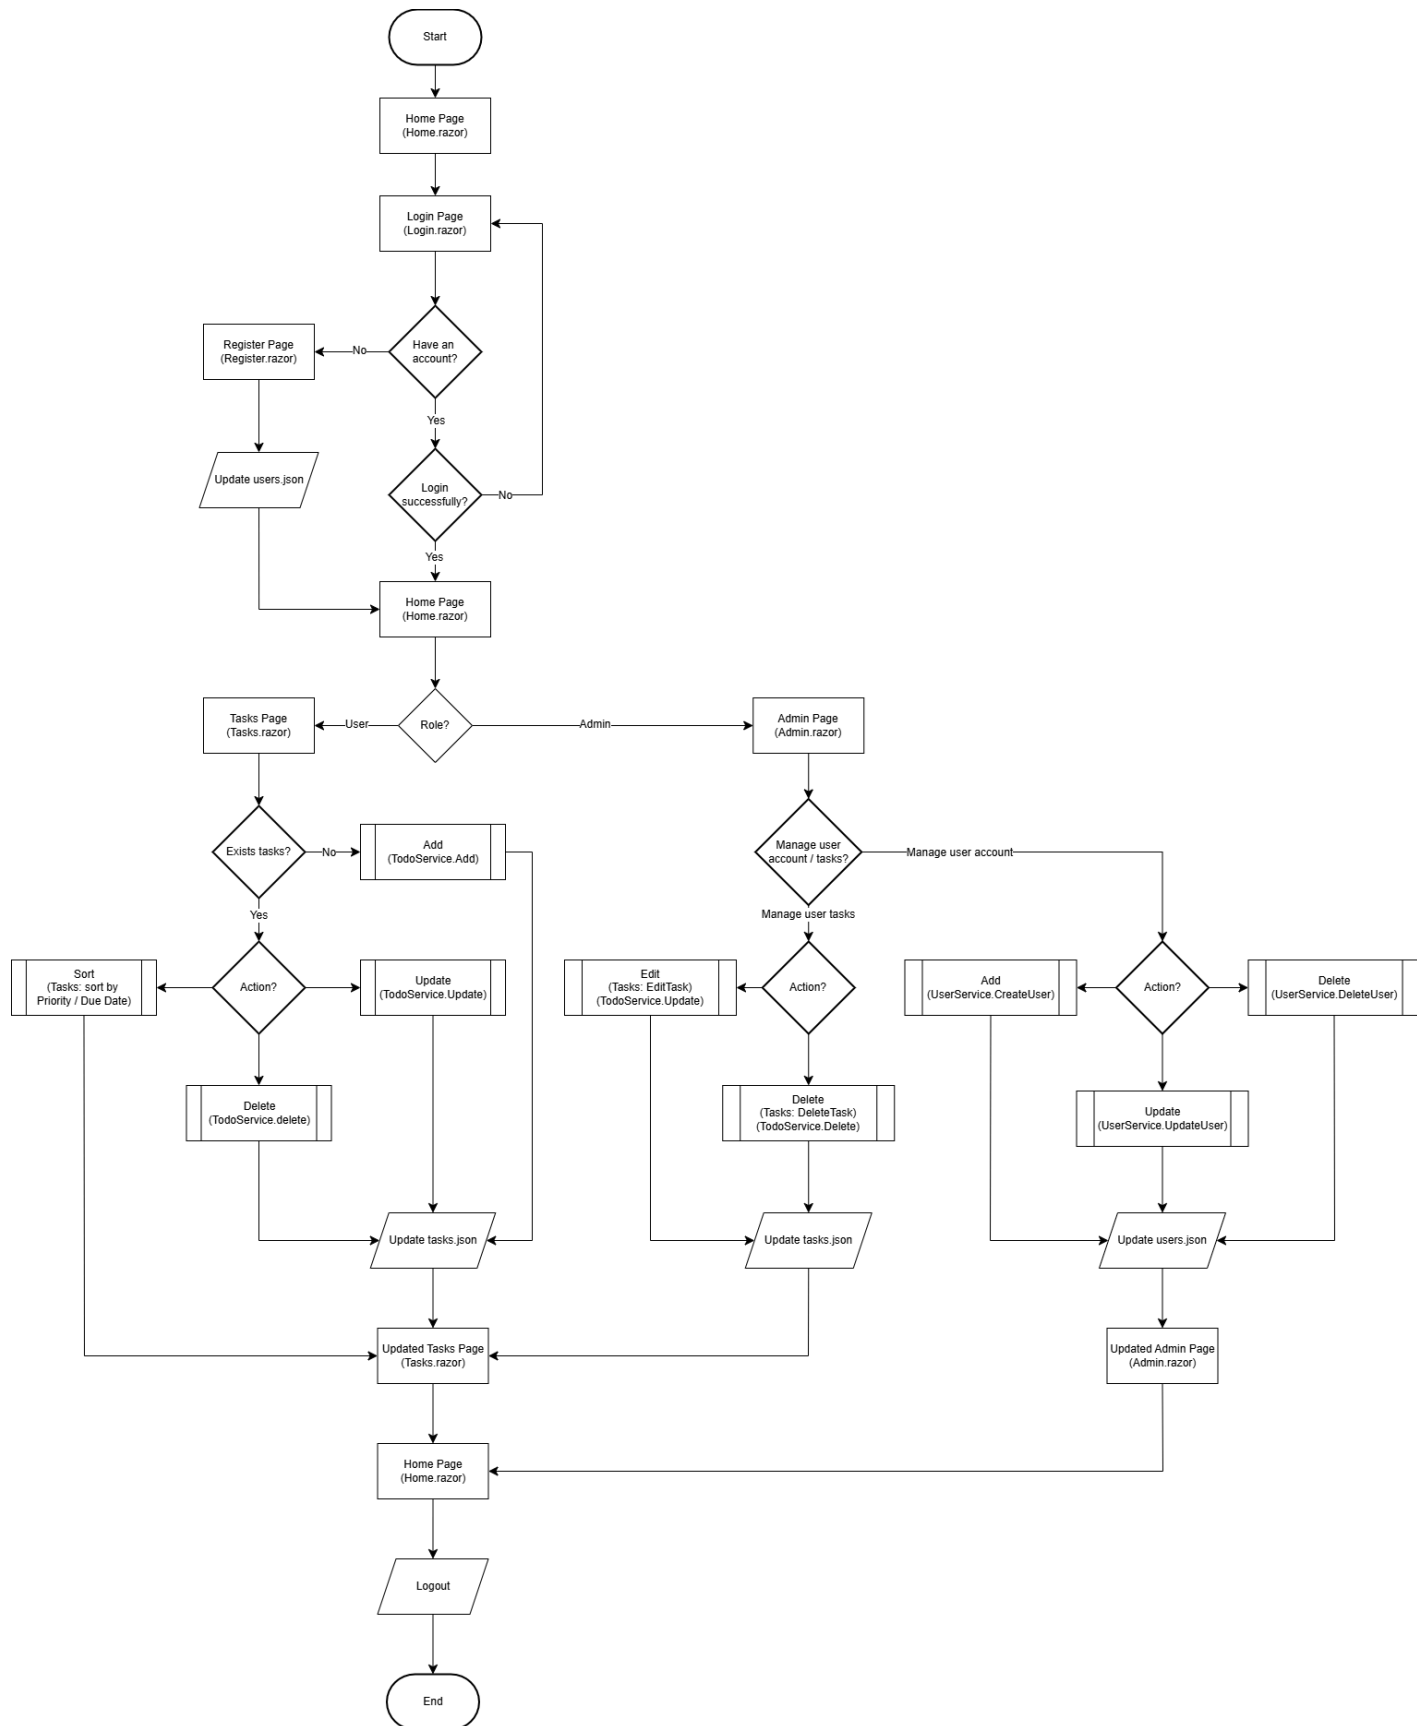 Start
Home Page
(Home.razor)
Login Page
(Login.razor)
Register Page
(Register.razor)
No
Have an
account?
Yes
Update users.json
Login
successfully?
No
Yes
Home Page
(Home.razor)
Tasks Page
(Tasks.razor)
User
Role?
Admin
Admin Page
(Admin.razor)
Exists tasks?
No
Add
(TodoService.Add)
Manage user
account / tasks?
Manage user account
Yes
Manage user tasks
Sort
(Tasks: sort by
Priority / Due Date)
Action?
Update
(TodoService.Update)
Edit
(Tasks: EditTask)
(TodoService.Update)
Action?
Add
(UserService.CreateUser)
Action?
Delete
(UserService.DeleteUser)
Delete
(TodoService.delete)
Delete
(Tasks: DeleteTask)
(TodoService.Delete)
Update
(UserService.UpdateUser)
Update tasks.json
Update tasks.json
Update users.json
Updated Tasks Page
(Tasks.razor)
Updated Admin Page
(Admin.razor)
Home Page
(Home.razor)
Logout
End